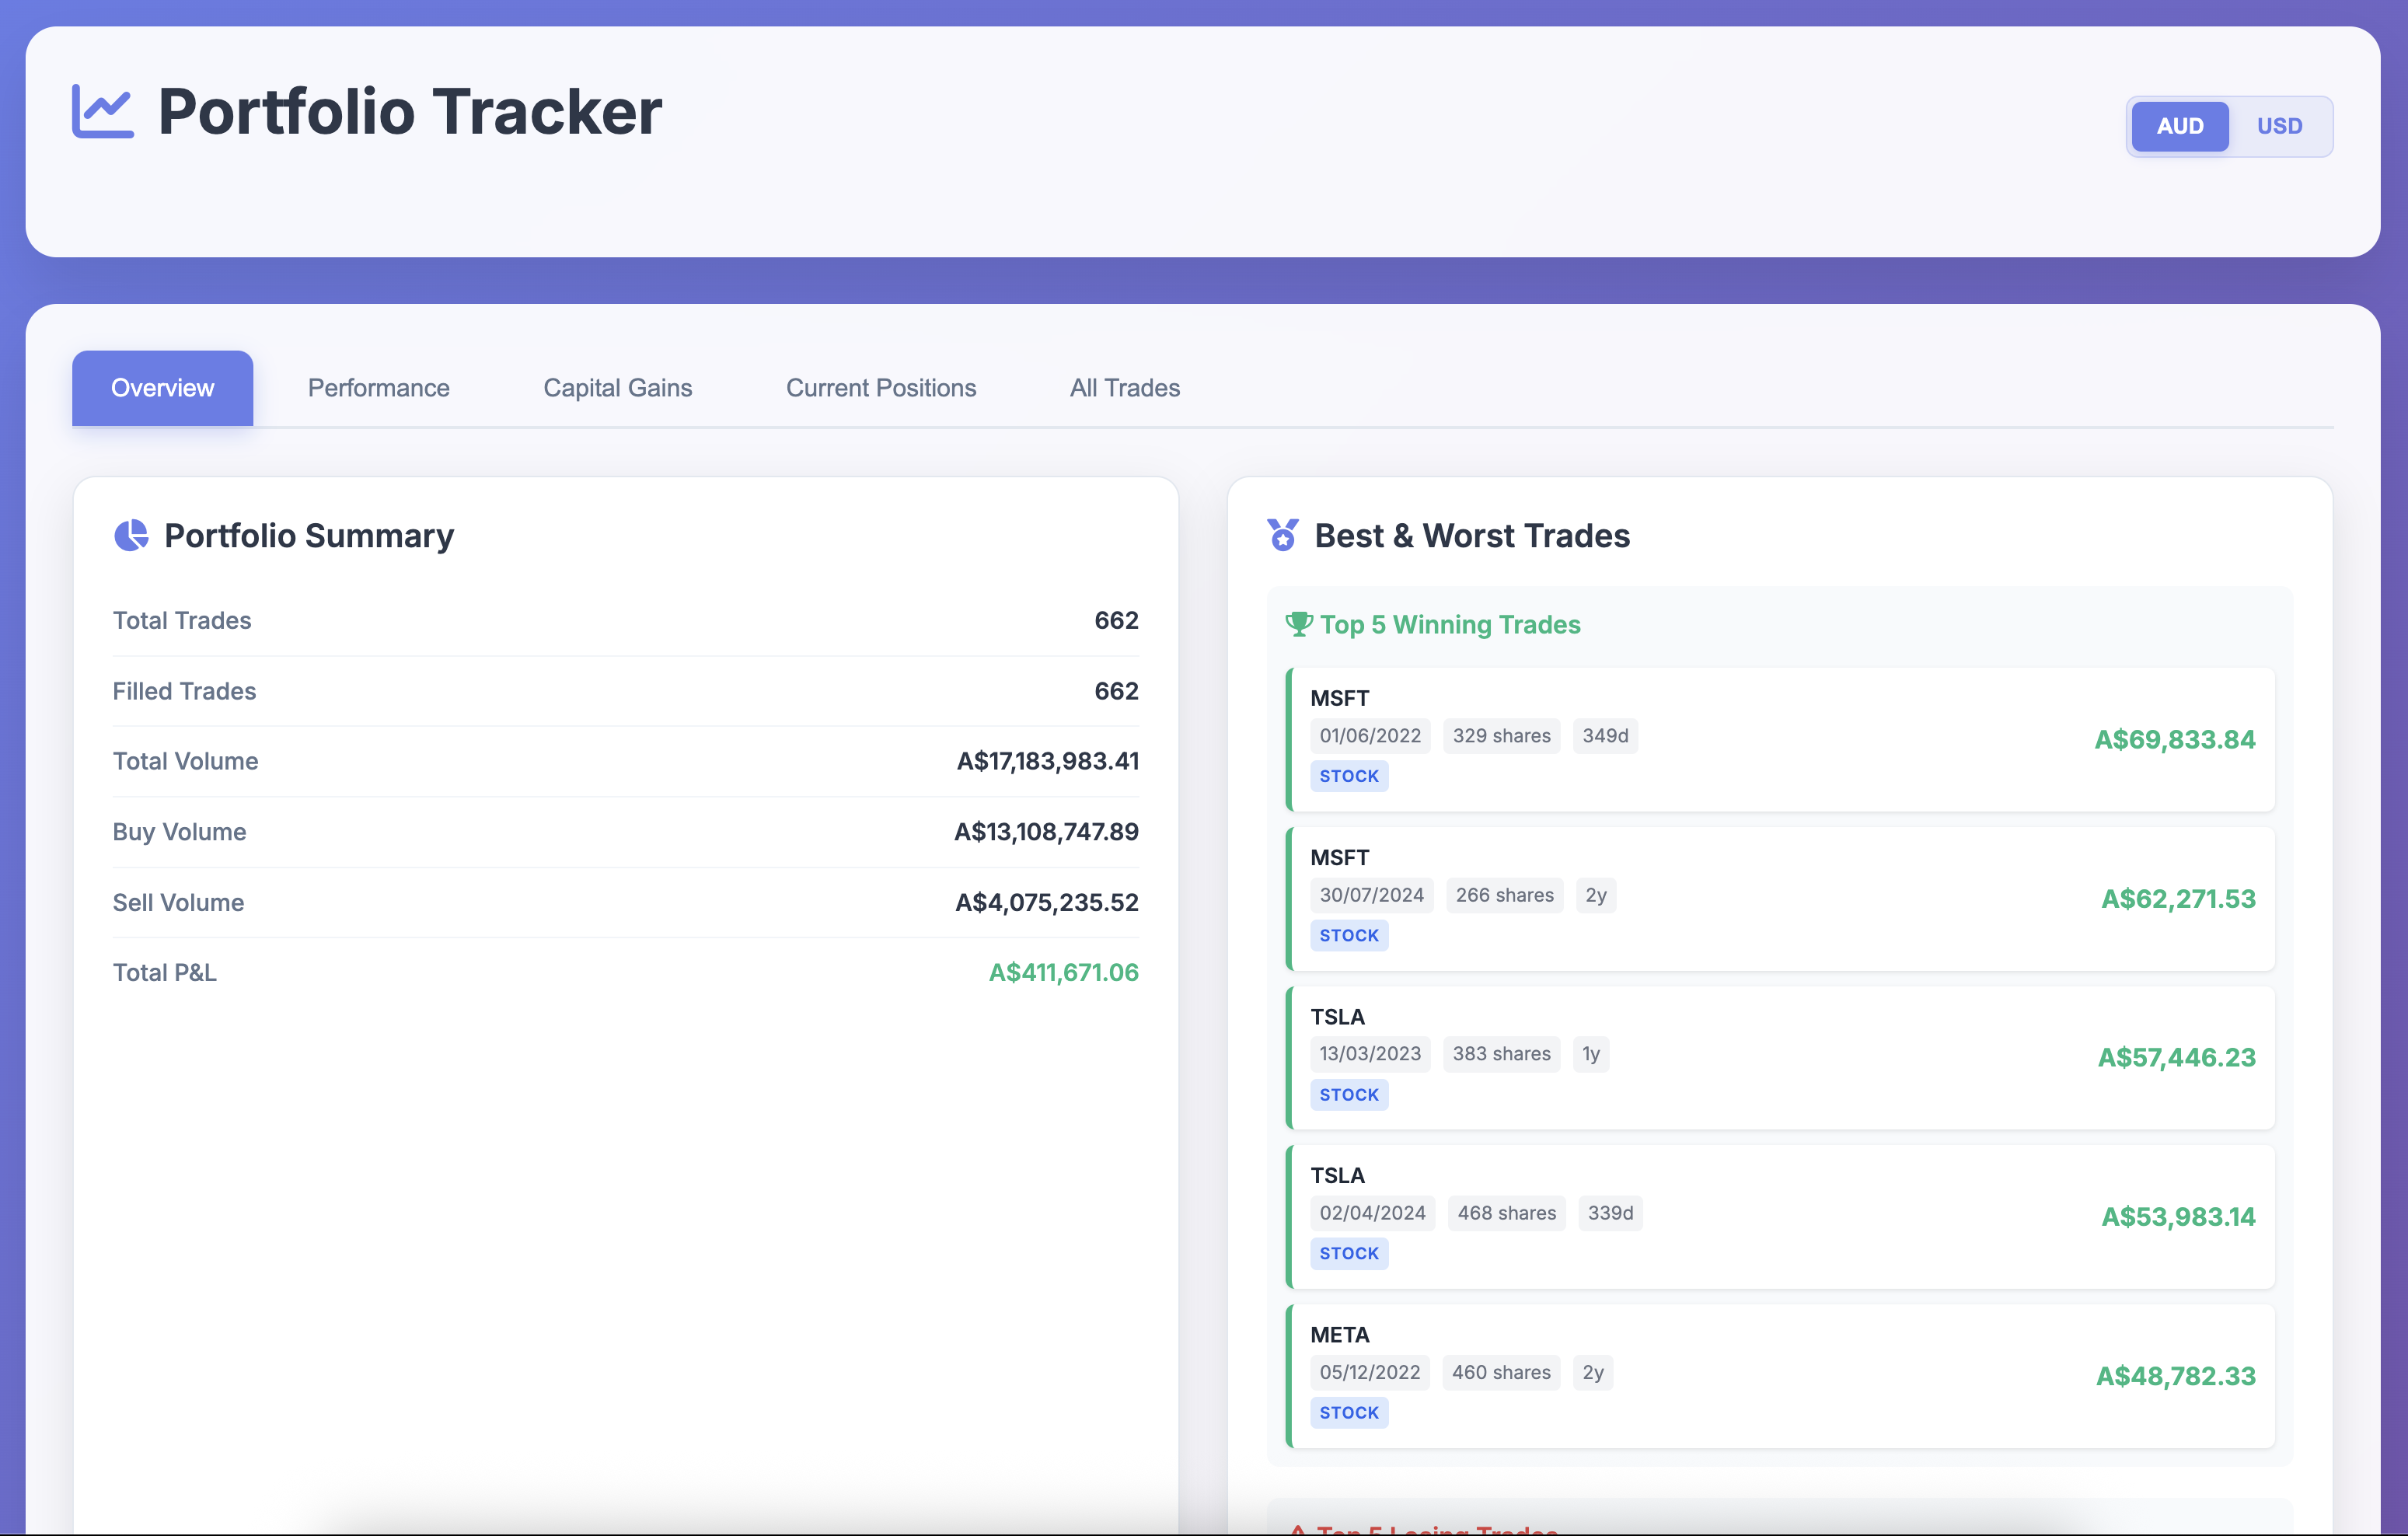 Portfolio Tracker
AUD USD
Overview Performance Capital Gains Current Positions All Trades
Portfolio Summary
Total Trades 662
Filled Trades 662
Total Volume A$17,183,983.41
Buy Volume A$13,108,747.89
Sell Volume A$4,075,235.52
Total P&L A$411,671.06
Best & Worst Trades
Top 5 Winning Trades
MSFT
01/06/2022 329 shares 349d
STOCK
A$69,833.84
MSFT
30/07/2024 266 shares 2y
STOCK
A$62,271.53
TSLA
13/03/2023 383 shares 1y
STOCK
A$57,446.23
TSLA
02/04/2024 468 shares 339d
STOCK
A$53,983.14
META
05/12/2022 460 shares 2y
STOCK
A$48,782.33
Top 5 Losing Trades